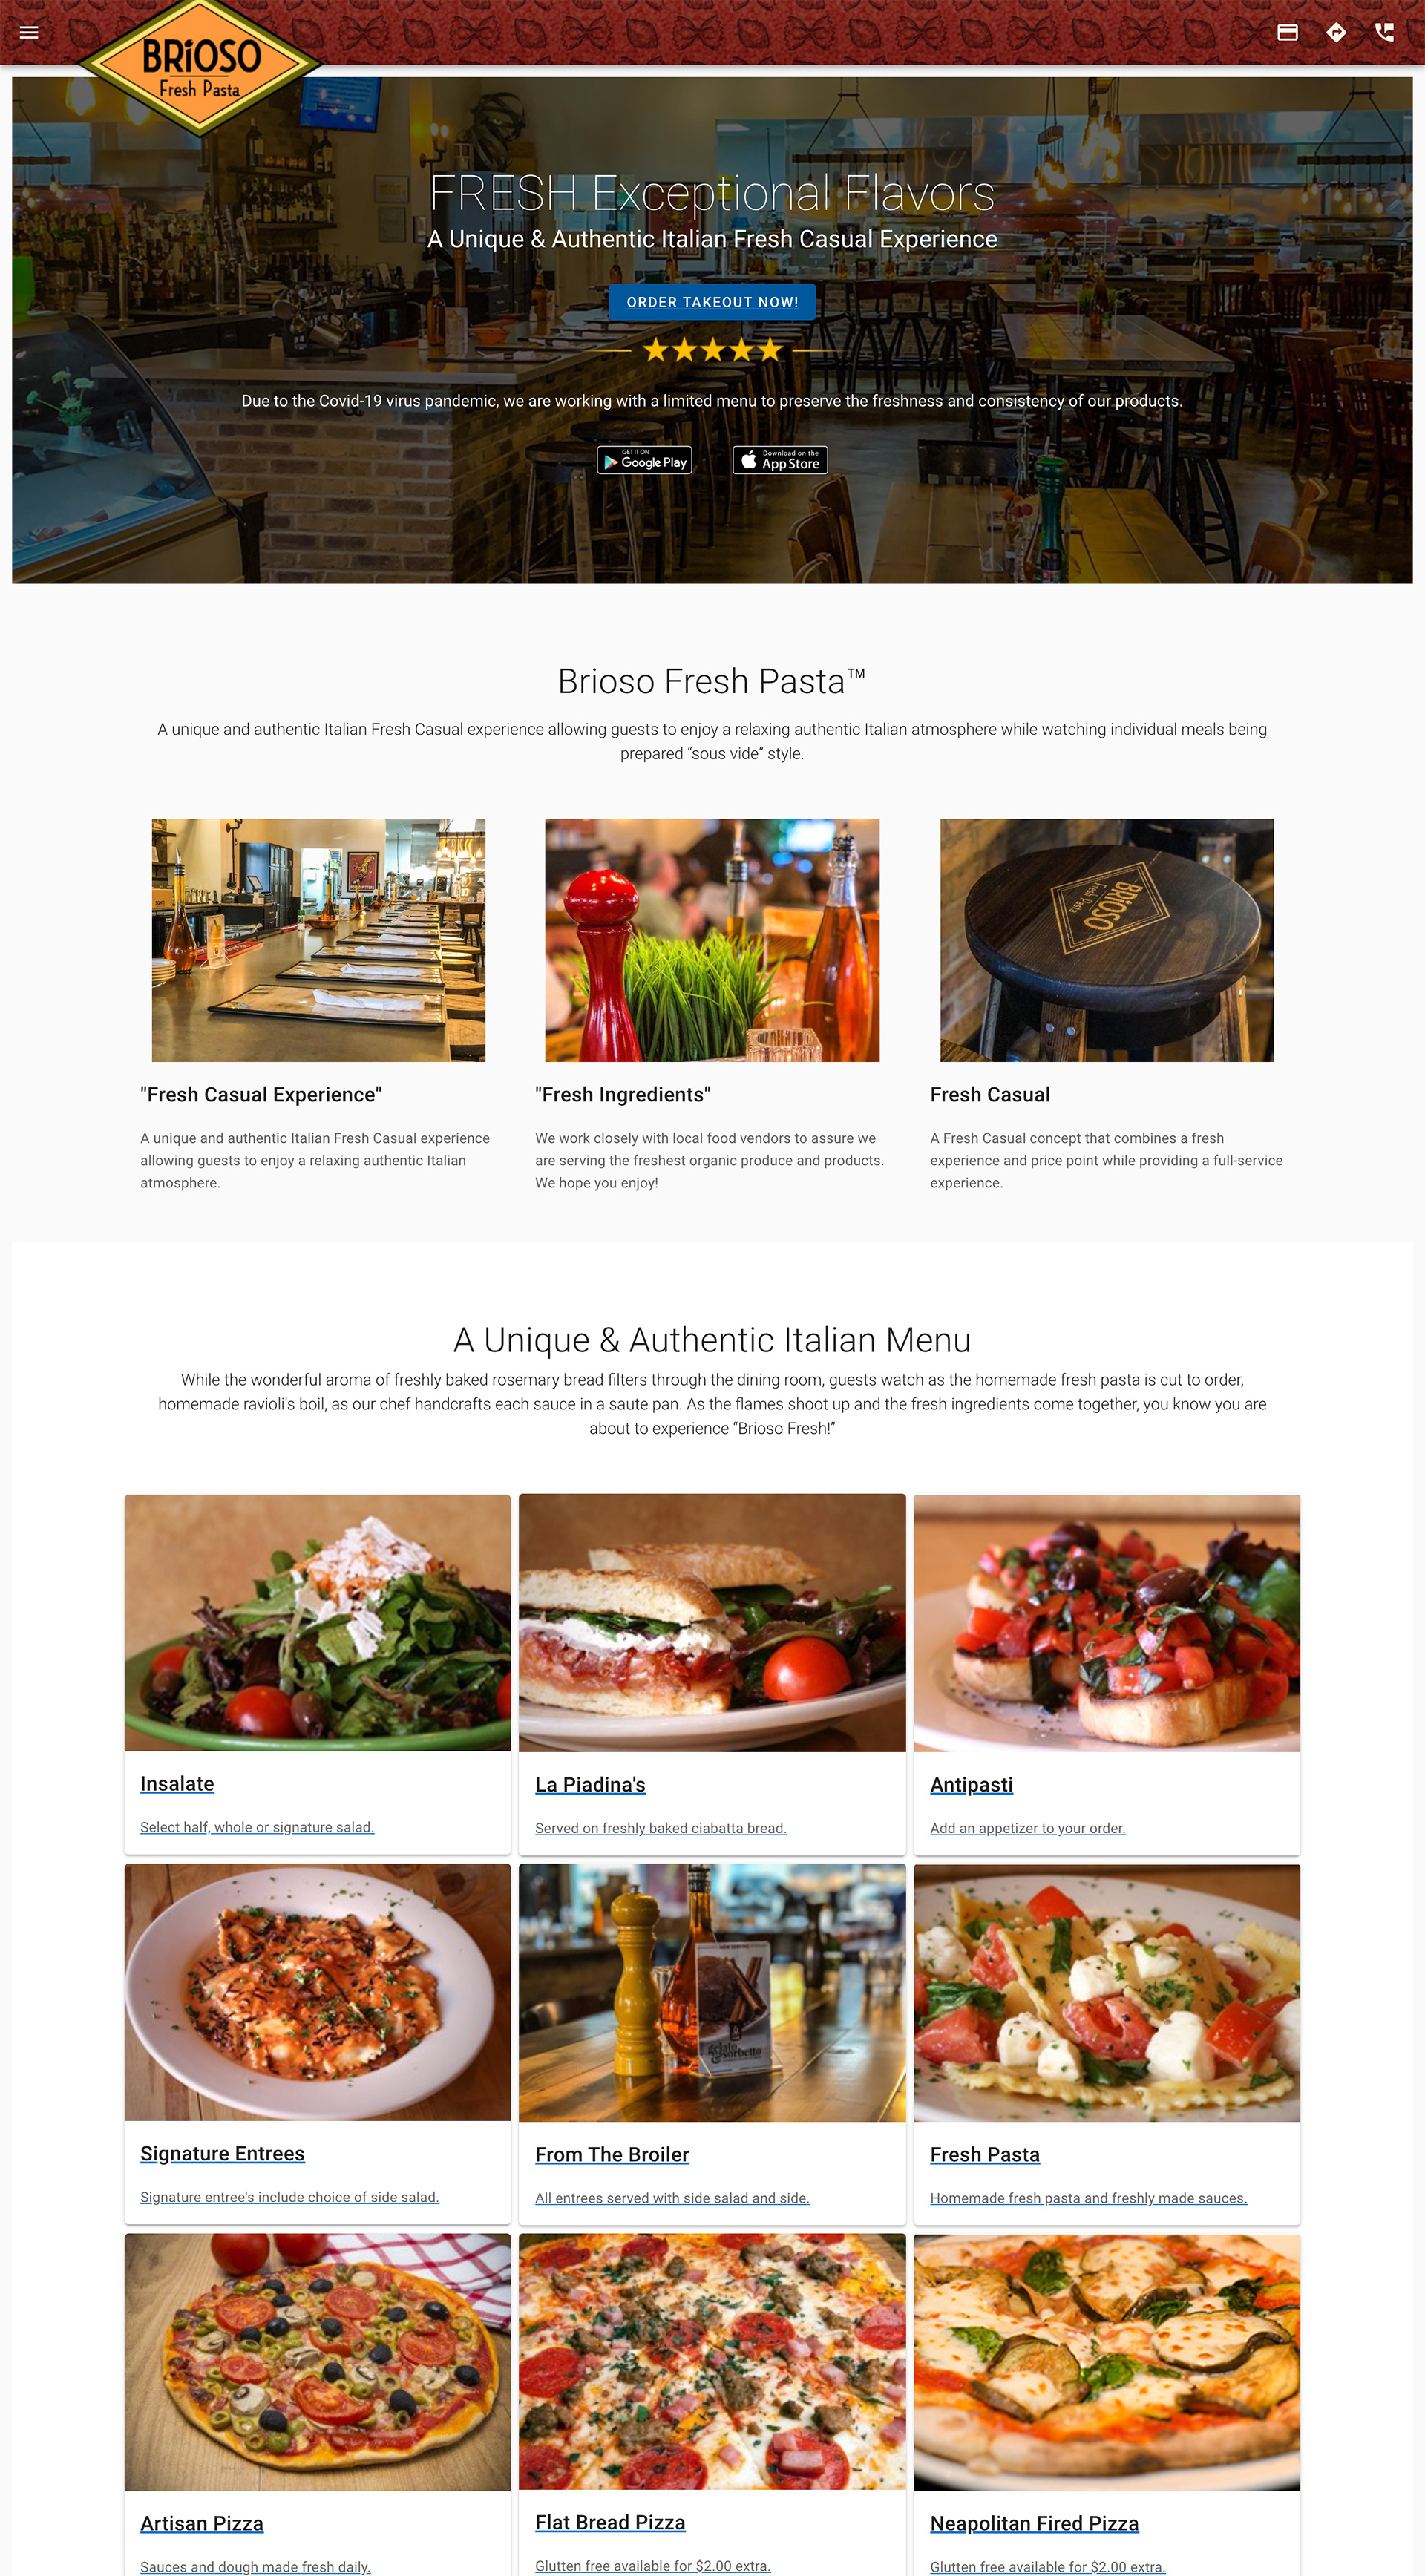 BRiOSO
Fresh Pasta
FRESH Exceptional Flavors
A Unique & Authentic Italian Fresh Casual Experience
ORDER TAKEOUT NOW!
Due to the Covid-19 virus pandemic, we are working with a limited menu to preserve the freshness and consistency of our products.
GET IT ON
Google Play
Download on the
App Store
Brioso Fresh Pasta™
A unique and authentic Italian Fresh Casual experience allowing guests to enjoy a relaxing authentic Italian atmosphere while watching individual meals being
prepared “sous vide” style.
BRiOSO
Fresh Pasta
"Fresh Casual Experience"
A unique and authentic Italian Fresh Casual experience
allowing guests to enjoy a relaxing authentic Italian
atmosphere.
"Fresh Ingredients"
We work closely with local food vendors to assure we
are serving the freshest organic produce and products.
We hope you enjoy!
Fresh Casual
A Fresh Casual concept that combines a fresh
experience and price point while providing a full-service
experience.
A Unique & Authentic Italian Menu
While the wonderful aroma of freshly baked rosemary bread filters through the dining room, guests watch as the homemade fresh pasta is cut to order,
homemade ravioli's boil, as our chef handcrafts each sauce in a saute pan. As the flames shoot up and the fresh ingredients come together, you know you are
about to experience “Brioso Fresh!”
Insalate
Select half, whole or signature salad.
La Piadina's
Served on freshly baked ciabatta bread.
Antipasti
Add an appetizer to your order.
NOW SERVING
gelato
& sorbetto
Signature Entrees
Signature entree's include choice of side salad.
From The Broiler
All entrees served with side salad and side.
Fresh Pasta
Homemade fresh pasta and freshly made sauces.
Artisan Pizza
Sauces and dough made fresh daily.
Flat Bread Pizza
Glutten free available for $2.00 extra.
Neapolitan Fired Pizza
Glutten free available for $2.00 extra.